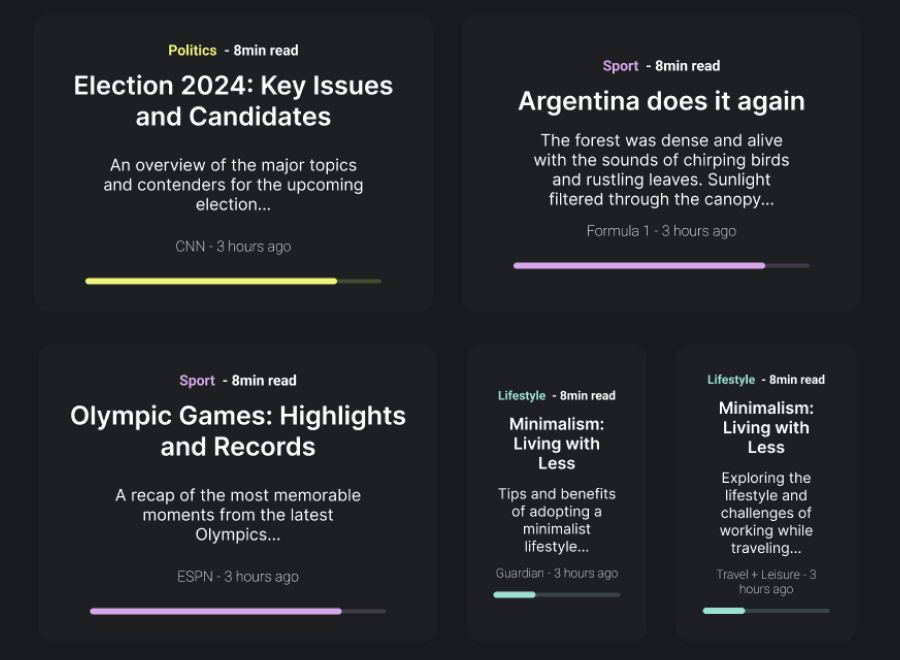 Politics - 8min read
Election 2024: Key Issues
and Candidates
An overview of the major topics
and contenders for the upcoming
election...
CNN - 3 hours ago
Sport - 8min read
Argentina does it again
The forest was dense and alive
with the sounds of chirping birds
and rustling leaves. Sunlight
filtered through the canopy...
Formula 1 - 3 hours ago
Sport - 8min read
Olympic Games: Highlights
and Records
A recap of the most memorable
moments from the latest
Olympics...
ESPN - 3 hours ago
Lifestyle - 8min read
Minimalism:
Living with
Less
Tips and benefits
of adopting a
minimalist
lifestyle...
Guardian - 3 hours ago
Lifestyle - 8min read
Minimalism:
Living with
Less
Exploring the
lifestyle and
challenges of
working while
traveling...
Travel + Leisure - 3
hours ago